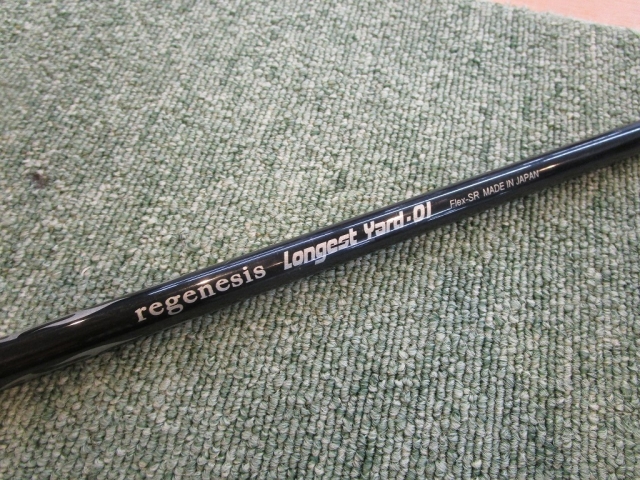 regenesis Longest Yard-01 Flex-SR MADE IN JAPAN